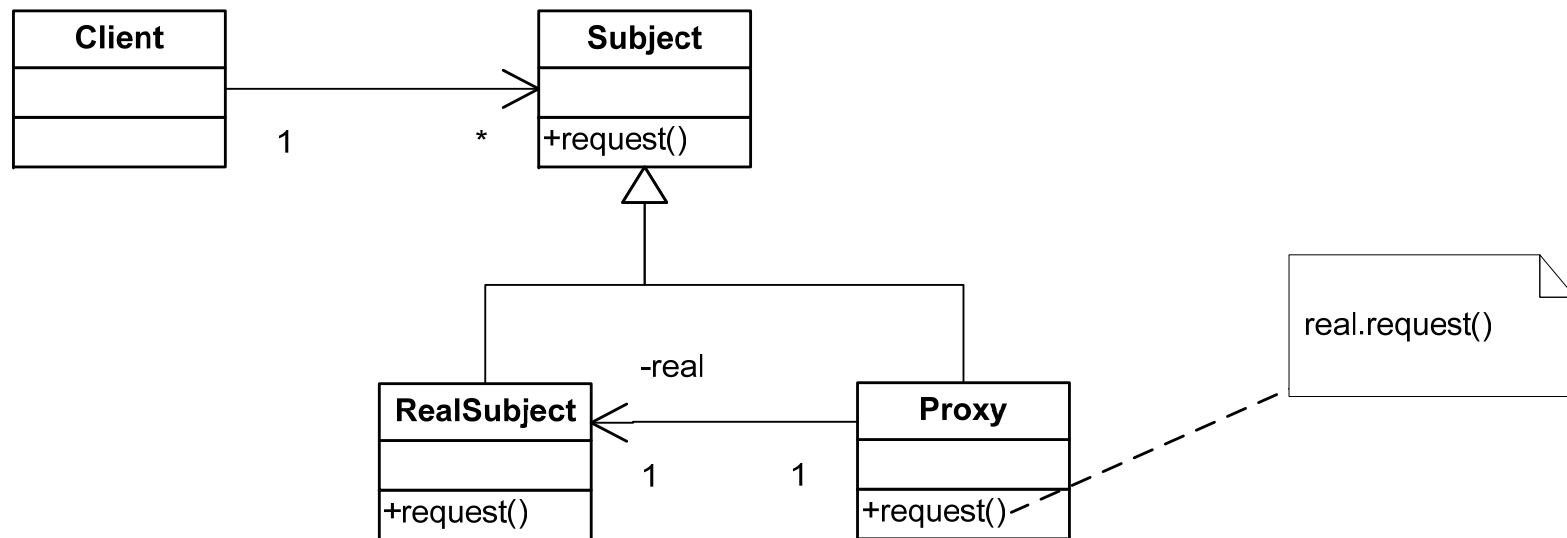 Client
Subject
1
*
+request()
real.request()
-real
RealSubject
Proxy
1
1
+request()
+request()